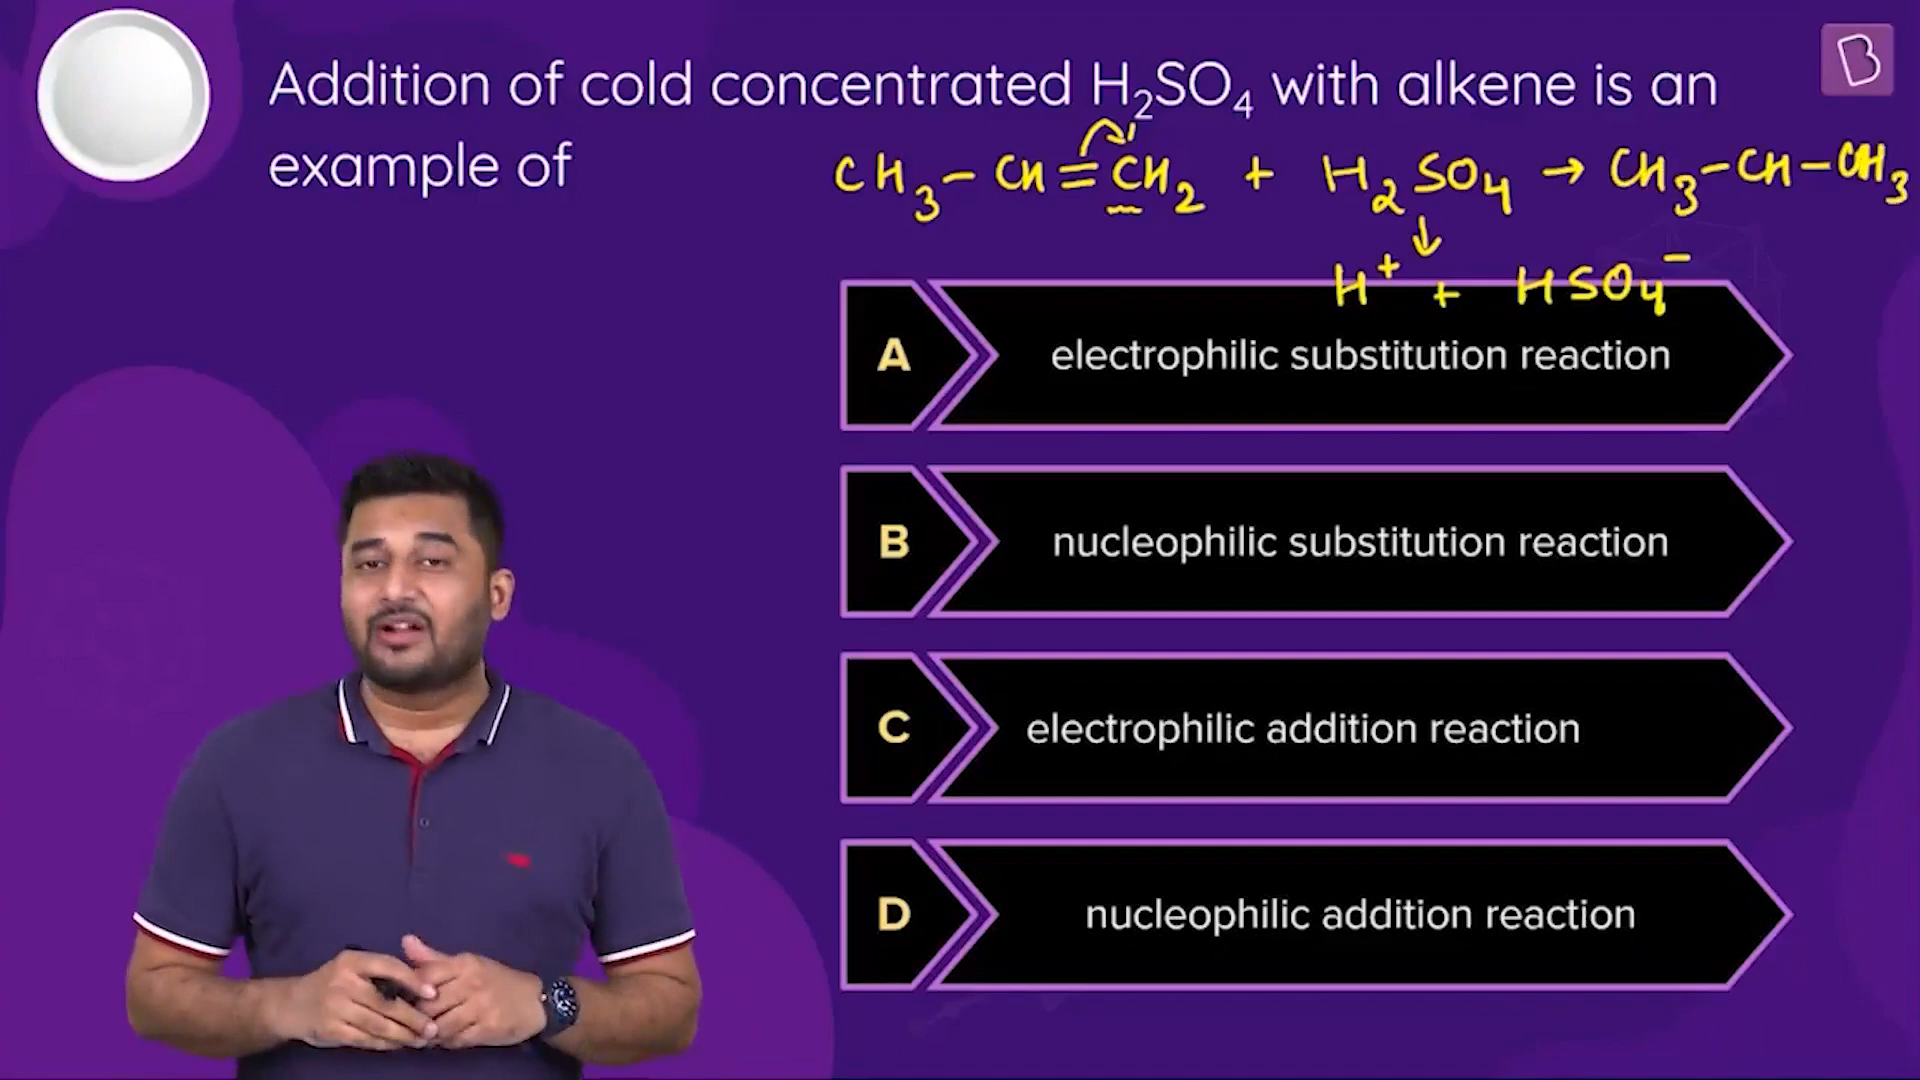 Addition of cold concentrated H₂SO₄ with alkene is an
example of
CH₃-CH=CH₂ + H₂SO₄ → CH₃-CH-CH₃
↓
H⁺ + HSO₄⁻
A electrophilic substitution reaction
B nucleophilic substitution reaction
C electrophilic addition reaction
D nucleophilic addition reaction
B